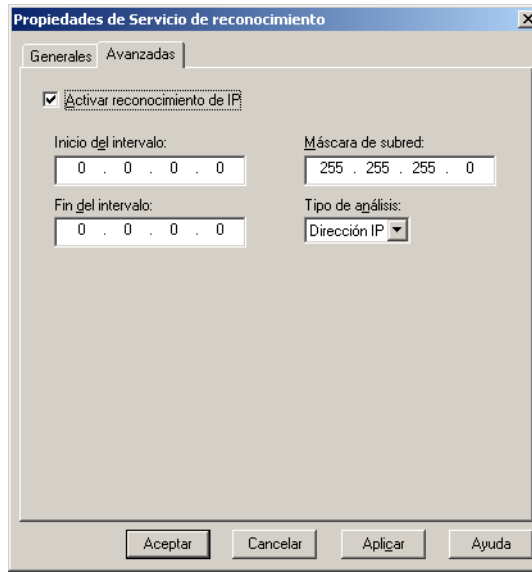 Propiedades de Servicio de reconocimiento
Generales Avanzadas
Activar reconocimiento de IP
Inicio del intervalo: Máscara de subred:
0 . 0 . 0 . 0 255 . 255 . 255 . 0
Fin del intervalo: Tipo de análisis:
0 . 0 . 0 . 0 Dirección IP
Aceptar Cancelar Aplicar Ayuda